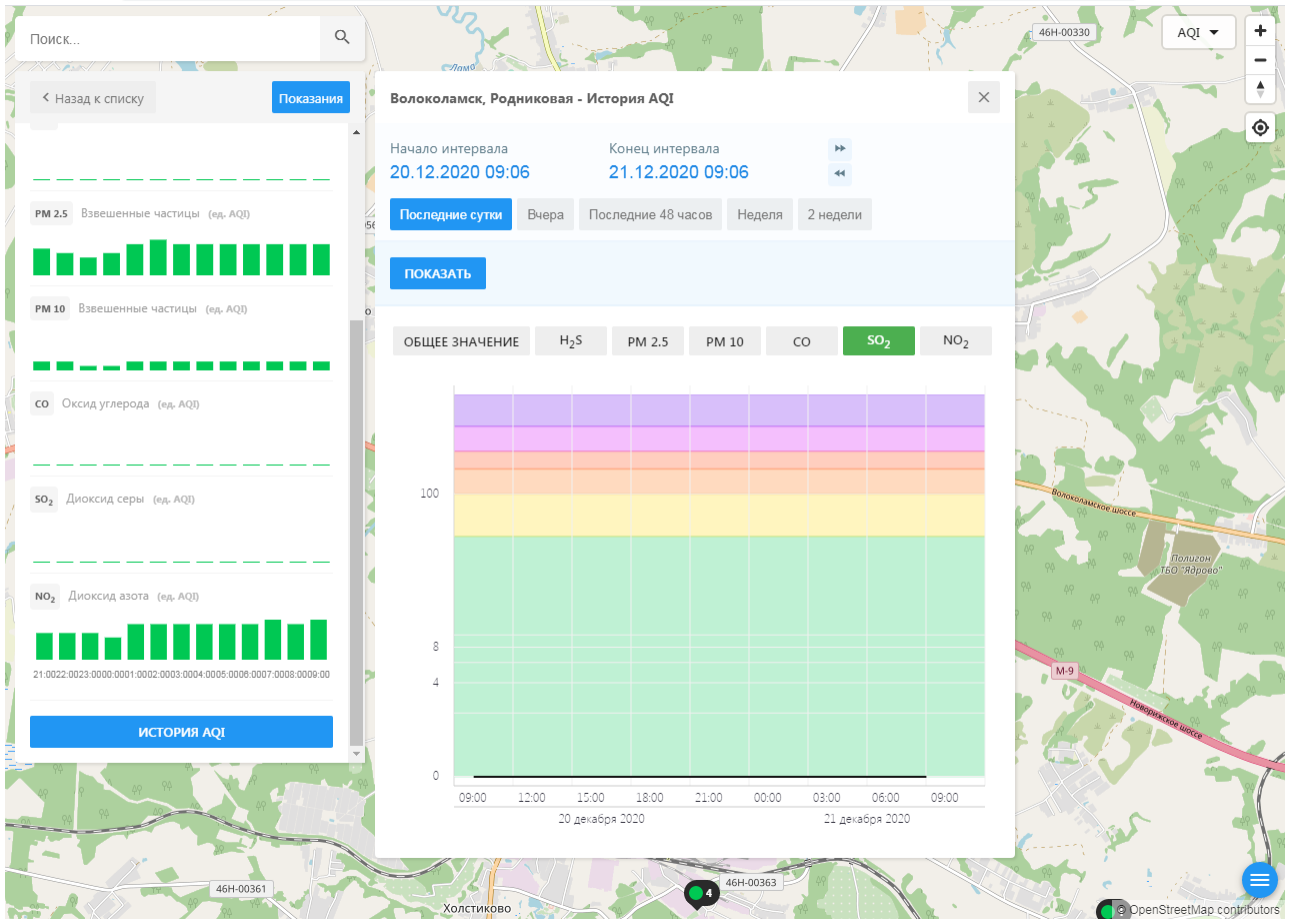 Поиск...
Назад к списку
Показания
PM 2.5 Взвешенные частицы (ед. AQI)
PM 10 Взвешенные частицы (ед. AQI)
CO Оксид углерода (ед. AQI)
SO2 Диоксид серы (ед. AQI)
NO2 Диоксид азота (ед. AQI)
21:0022:0023:0000:0001:0002:0003:0004:0005:0006:0007:0008:0009:00
ИСТОРИЯ AQI
Волоколамск, Родниковая - История AQI
Начало интервала Конец интервала
20.12.2020 09:06 21.12.2020 09:06
Последние сутки Вчера Последние 48 часов Неделя 2 недели
ПОКАЗАТЬ
ОБЩЕЕ ЗНАЧЕНИЕ H2S PM 2.5 PM 10 CO SO2 NO2
100
8
4
0
09:00 12:00 15:00 18:00 21:00 00:00 03:00 06:00 09:00
20 декабря 2020 21 декабря 2020
46Н-00330
AQI
Волоколамское шоссе
Полигон
ТБО "Ядрово"
М-9
Новорижское шоссе
46Н-00361
46Н-00363
4
Холстиково
© OpenStreetMap contributors